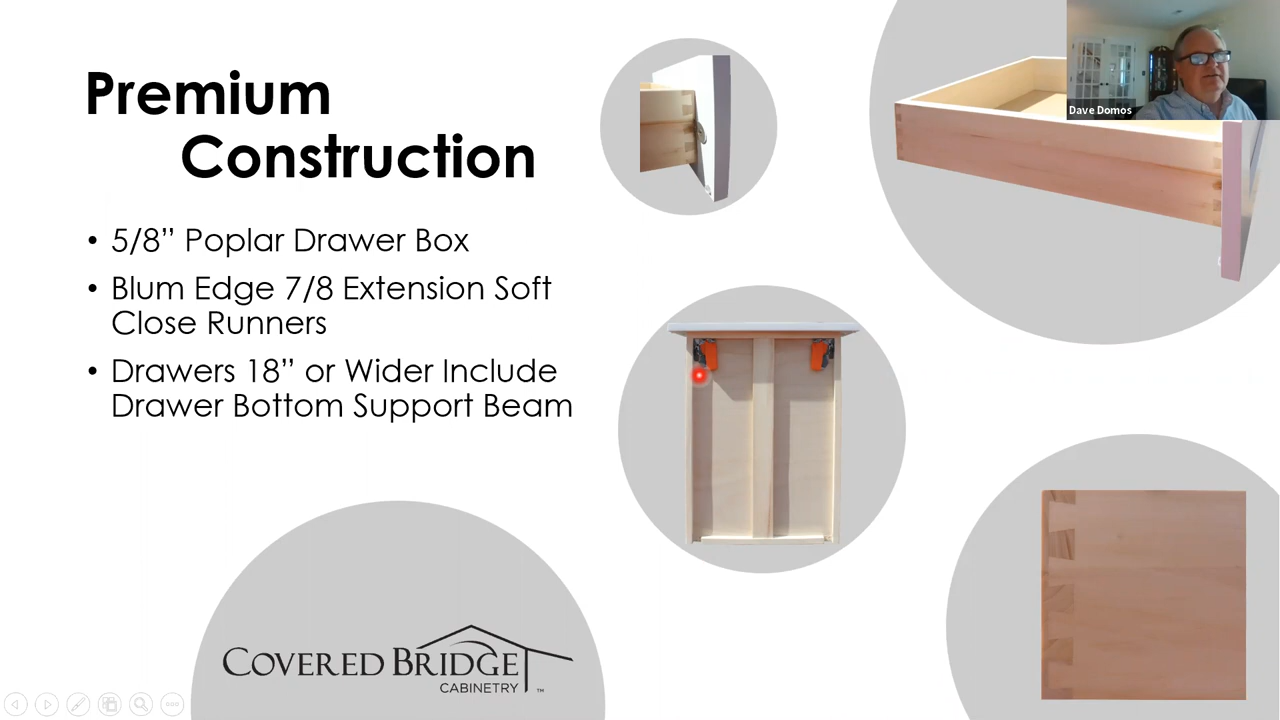 Premium
Construction
• 5/8” Poplar Drawer Box
• Blum Edge 7/8 Extension Soft
Close Runners
• Drawers 18” or Wider Include
Drawer Bottom Support Beam
Dave Domos
COVERED BRIDGE
CABINETRY ™